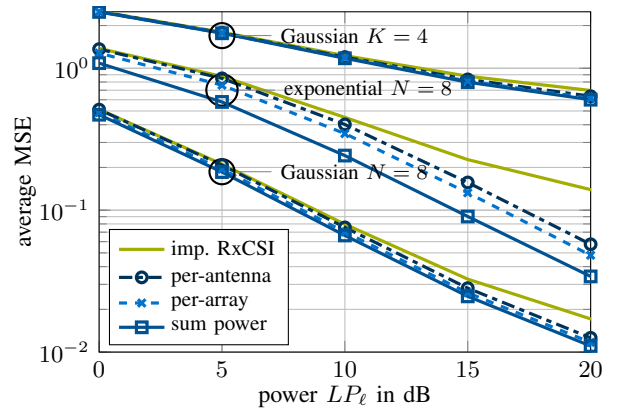 Gaussian K = 4
exponential N = 8
Gaussian N = 8
average MSE
10^0
10^{-1}
10^{-2}
imp. RxCSI
per-antenna
per-array
sum power
0 5 10 15 20
power LP_ℓ in dB